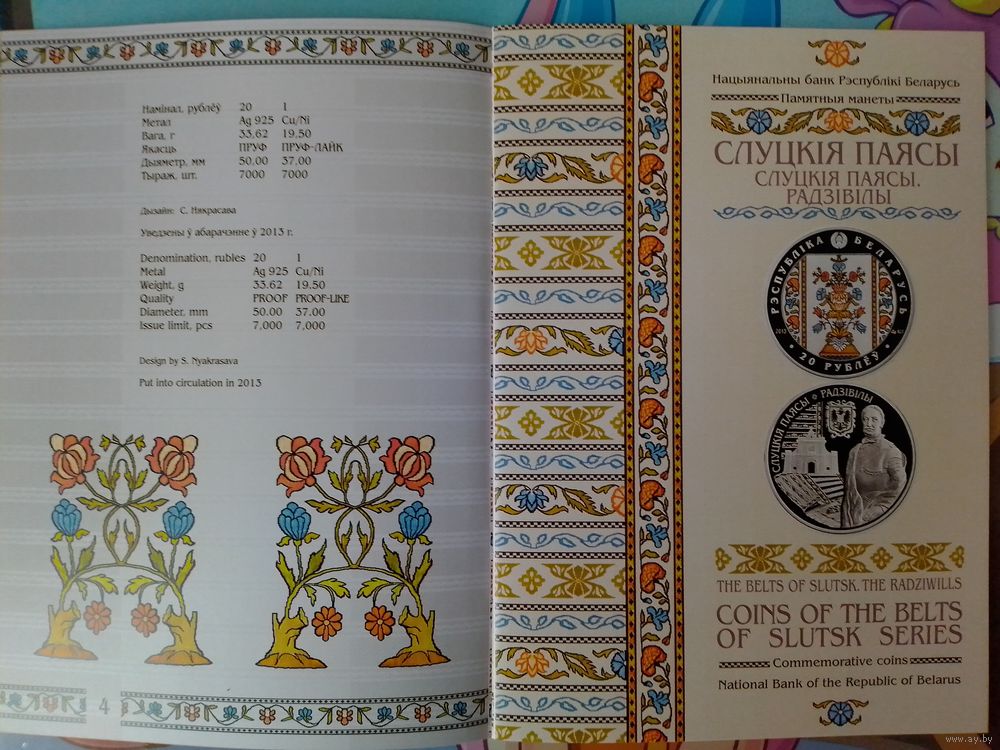 Намінал, рублёў 20 1
Метал Ag 925 Cu/Ni
Вага, г 33,62 19,50
Якасць ПРУФ ПРУФ-ЛАЙК
Дыяметр, мм 50,00 37,00
Тыраж, шт. 7000 7000
Дызайн: С. Някрасава
Уведзены ў абарачэнне ў 2013 г.
Denomination, rubles 20 1
Metal Ag 925 Cu/Ni
Weight, g 33.62 19.50
Quality PROOF PROOF-LIKE
Diameter, mm 50.00 37.00
Issue limit, pcs 7,000 7,000
Design by S. Nyakrasava
Put into circulation in 2013
4
Нацыянальны банк Рэспублікі Беларусь
Памятныя манеты
СЛУЦКІЯ ПАЯСЫ
СЛУЦКІЯ ПАЯСЫ.
РАДЗІВІЛЫ
РЭСПУБЛІКА БЕЛАРУСЬ
2013
20 РУБЛЁЎ
СЛУЦКІЯ ПАЯСЫ РАДЗІВІЛЫ
THE BELTS OF SLUTSK. THE RADZIWILLS
COINS OF THE BELTS
OF SLUTSK SERIES
Commemorative coins
National Bank of the Republic of Belarus
www.ay.by